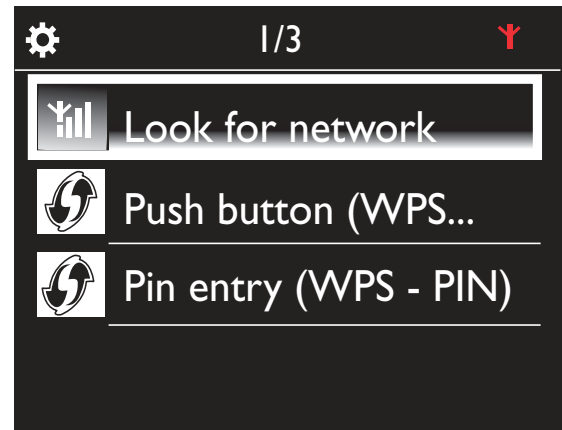 1/3
Look for network
Push button (WPS...
Pin entry (WPS - PIN)